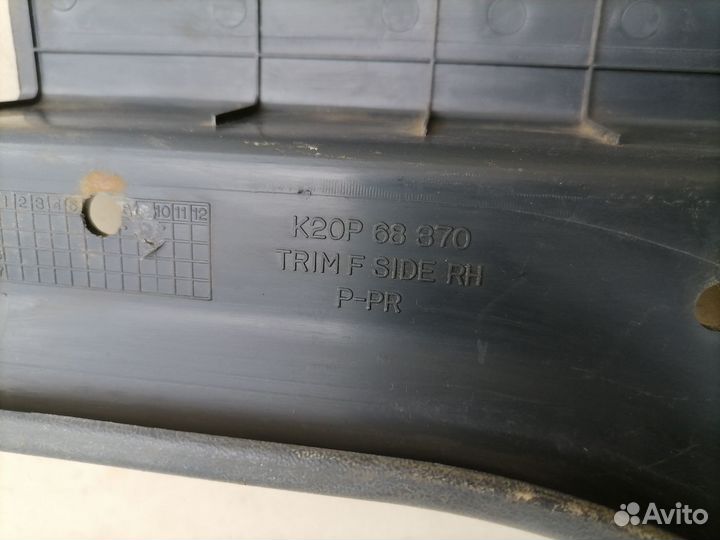 1 2 3 4 5 10 11 12
K20P 68 370
TRIM F SIDE RH
P-PR
Avito